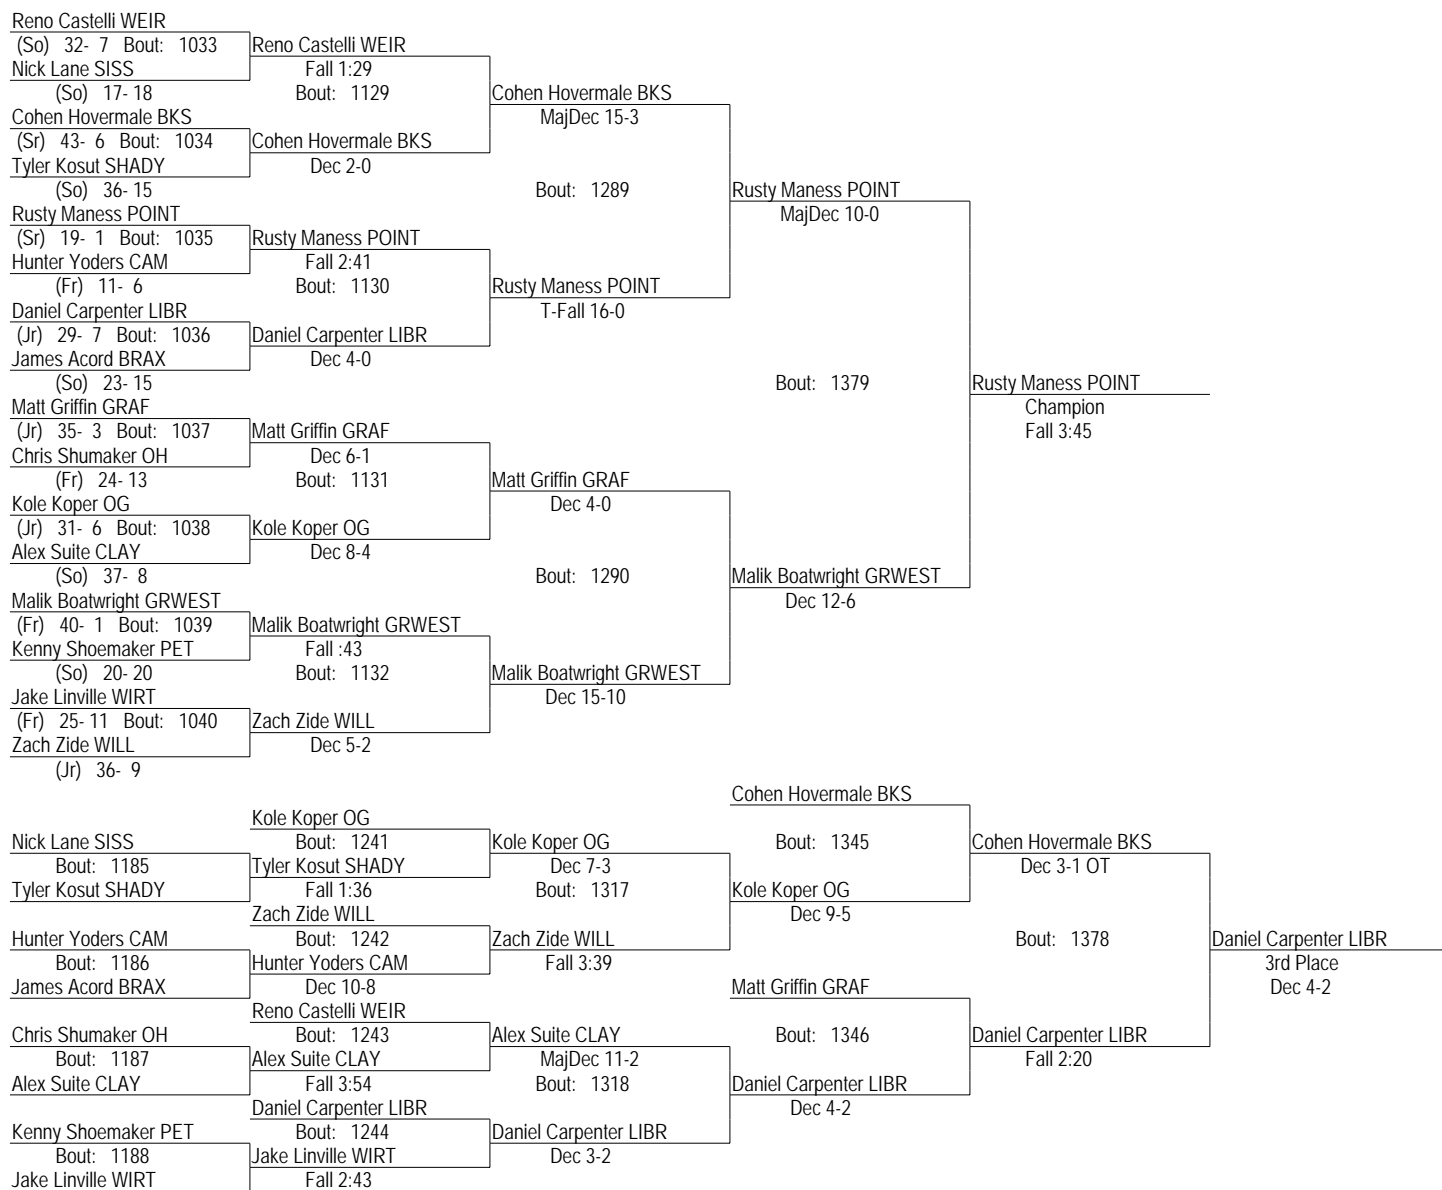 Reno Castelli WEIR
(So) 32- 7 Bout: 1033 Reno Castelli WEIR
Nick Lane SISS Fall 1:29
(So) 17- 18 Bout: 1129 Cohen Hovermale BKS
Cohen Hovermale BKS MajDec 15-3
(Sr) 43- 6 Bout: 1034 Cohen Hovermale BKS
Tyler Kosut SHADY Dec 2-0
(So) 36- 15 Bout: 1289 Rusty Maness POINT
Rusty Maness POINT MajDec 10-0
(Sr) 19- 1 Bout: 1035 Rusty Maness POINT
Hunter Yoders CAM Fall 2:41
(Fr) 11- 6 Bout: 1130 Rusty Maness POINT
Daniel Carpenter LIBR T-Fall 16-0
(Jr) 29- 7 Bout: 1036 Daniel Carpenter LIBR
James Acord BRAX Dec 4-0
(So) 23- 15 Bout: 1379 Rusty Maness POINT
Matt Griffin GRAF Champion
(Jr) 35- 3 Bout: 1037 Matt Griffin GRAF Fall 3:45
Chris Shumaker OH Dec 6-1
(Fr) 24- 13 Bout: 1131 Matt Griffin GRAF
Kole Koper OG Dec 4-0
(Jr) 31- 6 Bout: 1038 Kole Koper OG
Alex Suite CLAY Dec 8-4
(So) 37- 8 Bout: 1290 Malik Boatwright GRWEST
Malik Boatwright GRWEST Dec 12-6
(Fr) 40- 1 Bout: 1039 Malik Boatwright GRWEST
Kenny Shoemaker PET Fall :43
(So) 20- 20 Bout: 1132 Malik Boatwright GRWEST
Jake Linville WIRT Dec 15-10
(Fr) 25- 11 Bout: 1040 Zach Zide WILL
Zach Zide WILL Dec 5-2
(Jr) 36- 9
Cohen Hovermale BKS
Kole Koper OG
Nick Lane SISS Bout: 1241 Kole Koper OG Bout: 1345 Cohen Hovermale BKS
Bout: 1185 Tyler Kosut SHADY Dec 7-3 Dec 3-1 OT
Tyler Kosut SHADY Fall 1:36 Bout: 1317 Kole Koper OG
Zach Zide WILL Dec 9-5
Hunter Yoders CAM Bout: 1242 Zach Zide WILL Bout: 1378 Daniel Carpenter LIBR
Bout: 1186 Hunter Yoders CAM Fall 3:39 3rd Place
James Acord BRAX Dec 10-8 Matt Griffin GRAF Dec 4-2
Reno Castelli WEIR
Chris Shumaker OH Bout: 1243 Alex Suite CLAY Bout: 1346 Daniel Carpenter LIBR
Bout: 1187 Alex Suite CLAY MajDec 11-2 Fall 2:20
Alex Suite CLAY Fall 3:54 Bout: 1318 Daniel Carpenter LIBR
Daniel Carpenter LIBR Dec 4-2
Kenny Shoemaker PET Bout: 1244 Daniel Carpenter LIBR
Bout: 1188 Jake Linville WIRT Dec 3-2
Jake Linville WIRT Fall 2:43